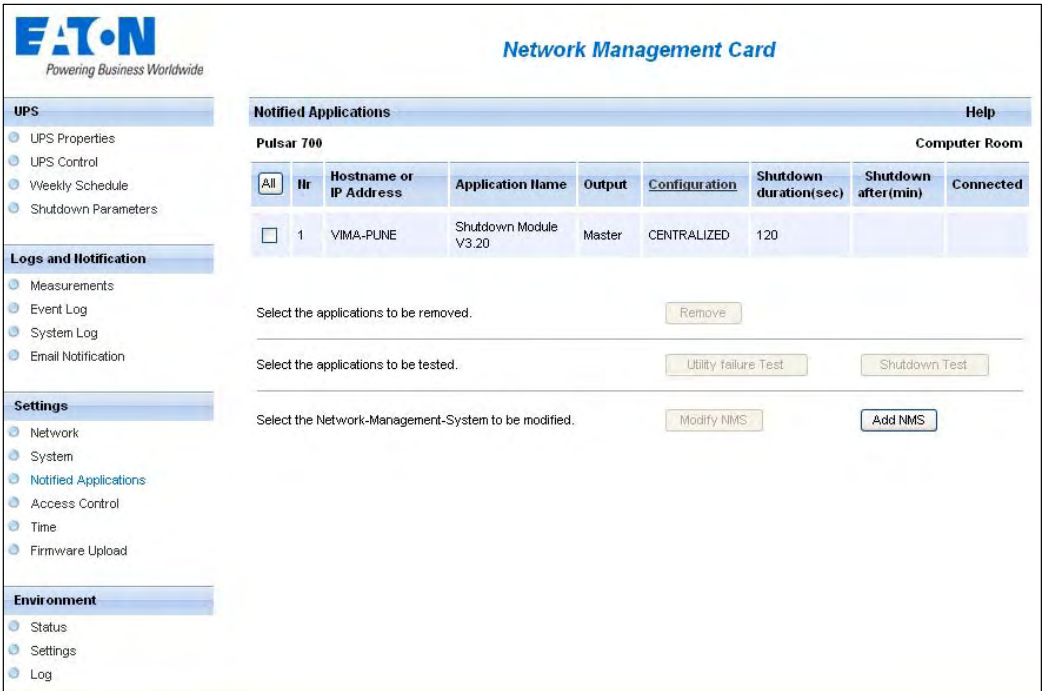 EATON
Powering Business Worldwide
Network Management Card
UPS
UPS Properties
UPS Control
Weekly Schedule
Shutdown Parameters
Logs and Notification
Measurements
Event Log
System Log
Email Notification
Settings
Network
System
Notified Applications
Access Control
Time
Firmware Upload
Environment
Status
Settings
Log
Notified Applications Help
Pulsar 700 Computer Room
All Nr Hostname or IP Address Application Name Output Configuration Shutdown duration(sec) Shutdown after(min) Connected
1 VIMA-PUNE Shutdown Module V3.20 Master CENTRALIZED 120
Select the applications to be removed. Remove
Select the applications to be tested. Utility failure Test Shutdown Test
Select the Network-Management-System to be modified. Modify NMS Add NMS